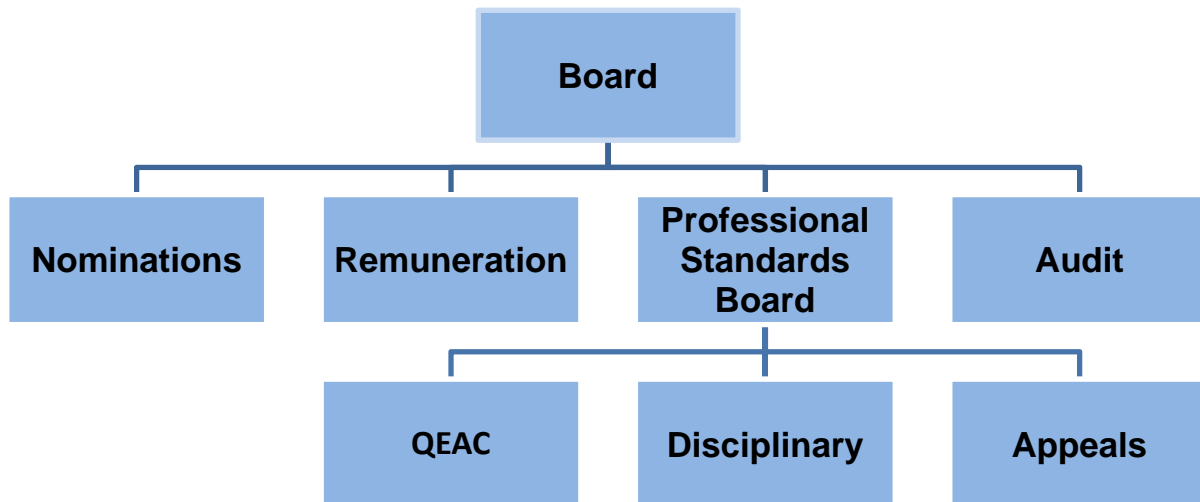 Board
Nominations
Remuneration
Professional
Standards
Board
Audit
QEAC
Disciplinary
Appeals